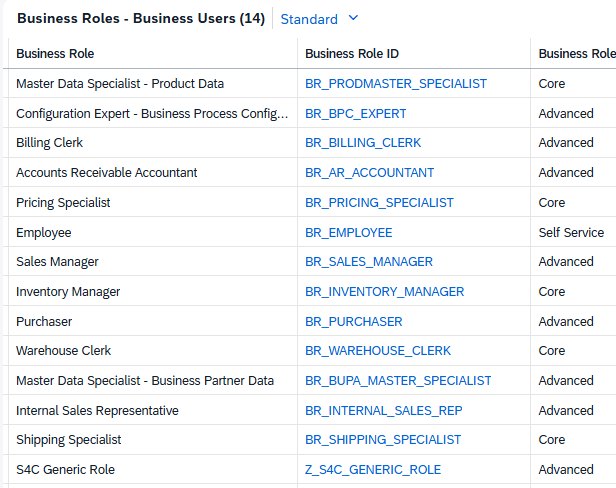 Business Roles - Business Users (14) Standard
Business Role Business Role ID Business Role
Master Data Specialist - Product Data BR_PRODMASTER_SPECIALIST Core
Configuration Expert - Business Process Config... BR_BPC_EXPERT Advanced
Billing Clerk BR_BILLING_CLERK Advanced
Accounts Receivable Accountant BR_AR_ACCOUNTANT Advanced
Pricing Specialist BR_PRICING_SPECIALIST Core
Employee BR_EMPLOYEE Self Service
Sales Manager BR_SALES_MANAGER Advanced
Inventory Manager BR_INVENTORY_MANAGER Core
Purchaser BR_PURCHASER Advanced
Warehouse Clerk BR_WAREHOUSE_CLERK Core
Master Data Specialist - Business Partner Data BR_BUPA_MASTER_SPECIALIST Advanced
Internal Sales Representative BR_INTERNAL_SALES_REP Advanced
Shipping Specialist BR_SHIPPING_SPECIALIST Core
S4C Generic Role Z_S4C_GENERIC_ROLE Advanced